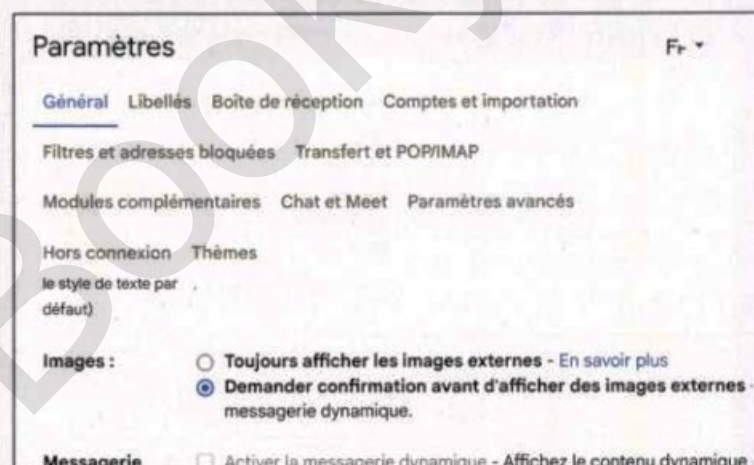 Paramètres Fr
Général Libellés Boîte de réception Comptes et importation
Filtres et adresses bloquées Transfert et POP/IMAP
Modules complémentaires Chat et Meet Paramètres avancés
Hors connexion Thèmes
le style de texte par
défaut)
Images : Toujours afficher les images externes - En savoir plus
Demander confirmation avant d'afficher des images externes -
messagerie dynamique.
Messagerie Activer la messagerie dynamique - Affichez le contenu dynamique